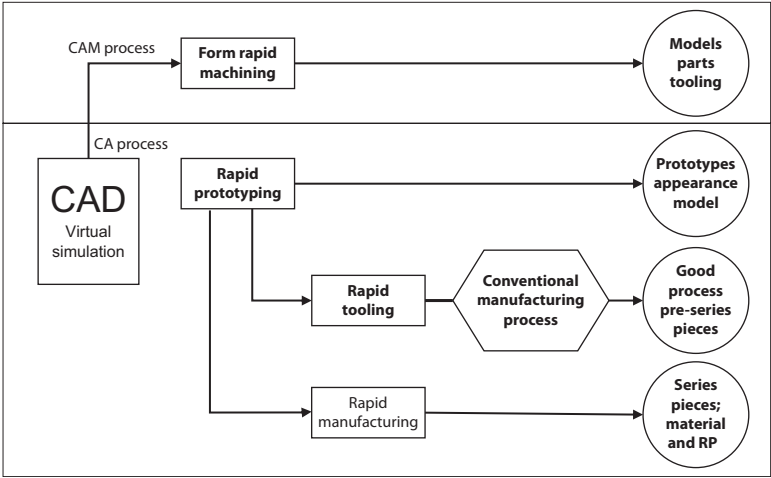 CAM process
Form rapid
machining
Models
parts
tooling
CA process
CAD
Virtual
simulation
Rapid
prototyping
Prototypes
appearance
model
Rapid
tooling
Conventional
manufacturing
process
Good
process
pre-series
pieces
Rapid
manufacturing
Series
pieces;
material
and RP